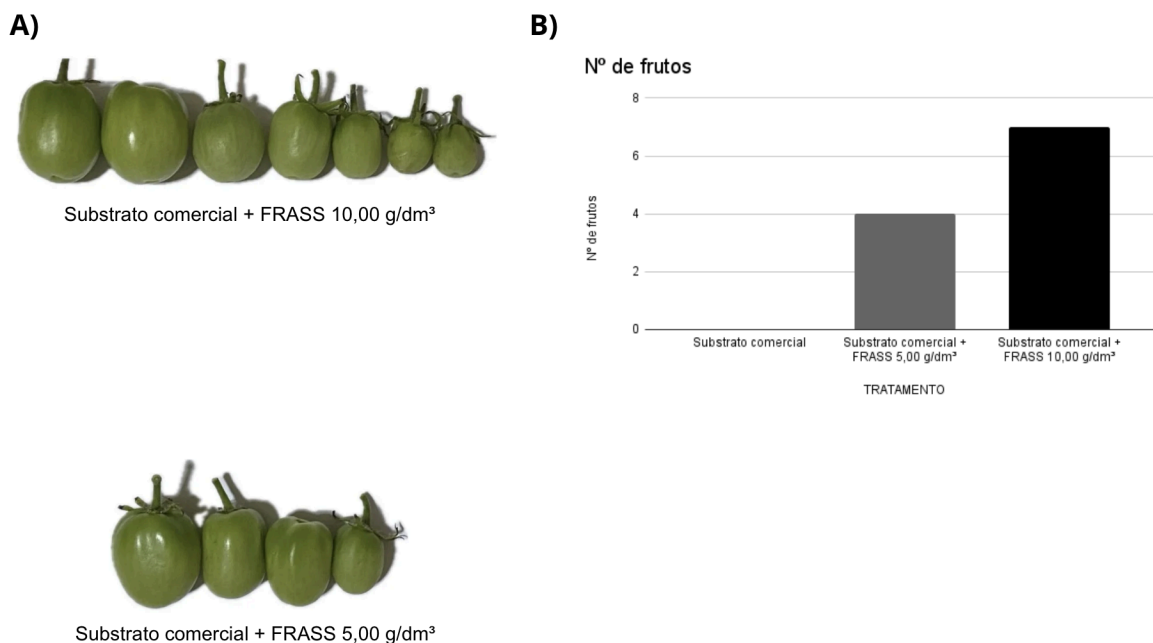 A)
Substrato comercial + FRASS 10,00 g/dm³
Substrato comercial + FRASS 5,00 g/dm³
B)
Nº de frutos
Nº de frutos
8
6
4
2
0
Substrato comercial
Substrato comercial +
FRASS 5,00 g/dm³
Substrato comercial +
FRASS 10,00 g/dm³
TRATAMENTO